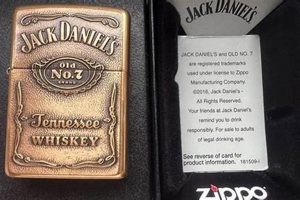 JACK DANIEL'S
Old
No. 7
BRAND
Tennessee
WHISKEY
JACK DANIEL'S
JACK DANIEL'S and OLD NO. 7
are registered trademarks
used under license to Zippo
Manufacturing Company.
©2016, Jack Daniel's -
All Rights Reserved.
Your friends at Jack Daniel's
remind you to drink
responsibly. For sale to adults
of legal drinking age.
See reverse of card for
product information.
161509-I
zippo